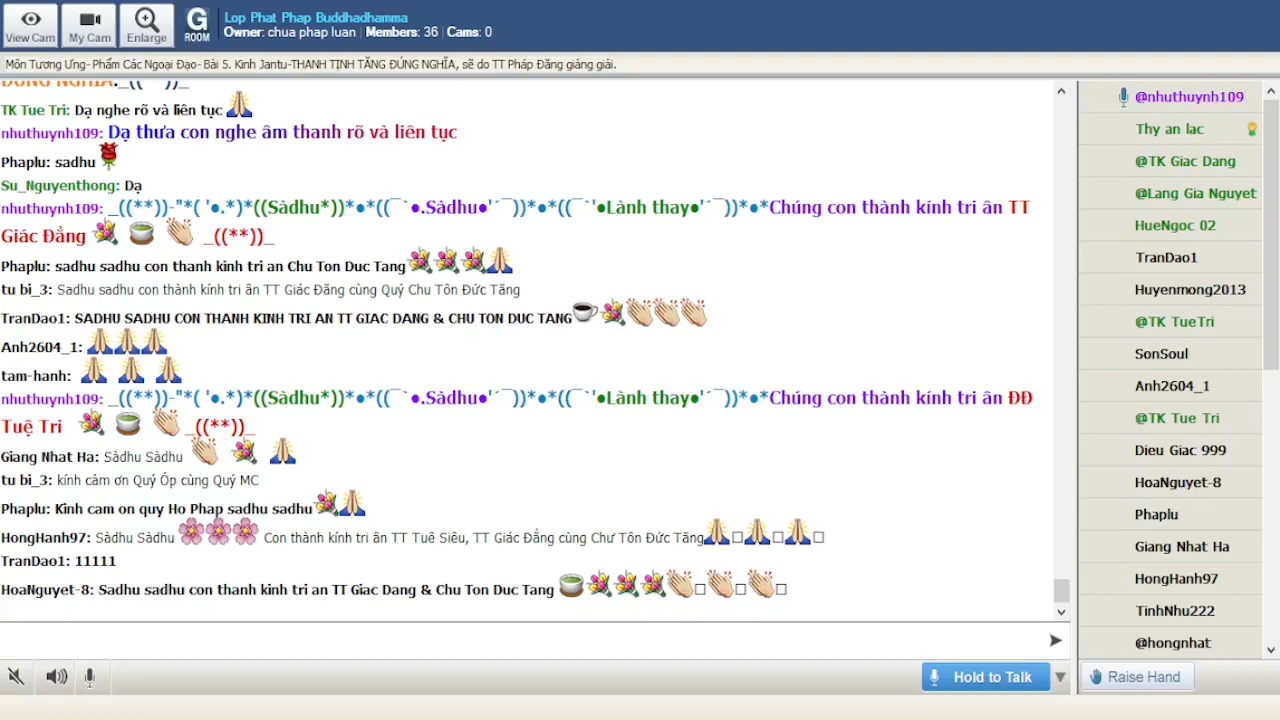 View Cam
My Cam
Enlarge
G ROOM
Lop Phat Phap Buddhadhamma
Owner: chua phap luan | Members: 36 | Cams: 0
Môn Tương Ưng- Phẩm Các Ngoại Đạo- Bài 5. Kinh Jantu-THANH TỊNH TĂNG ĐÚNG NGHĨA, sẽ do TT Pháp Đăng giảng giải.
TK Tue Tri: Dạ nghe rõ và liên tục 🙏
nhuthuynh109: Dạ thưa con nghe âm thanh rõ và liên tục
Phaplu: sadhu 🌹
Su_Nguyenthong: Dạ
nhuthuynh109: _((**))-"*( '●.*)*((Sàdhu*))*●*((¯`●.Sàdhu●'´¯))*●*((¯`'●Lành thay●'´¯))*●*Chúng con thành kính tri ân TT
Giác Đẳng 💐 🍵 👏 _((**))_
Phaplu: sadhu sadhu con thanh kinh tri an Chu Ton Duc Tang💐💐💐🙏
tu bi_3: Sadhu sadhu con thành kính tri ân TT Giác Đăng cùng Quý Chu Tôn Đức Tăng
TranDao1: SADHU SADHU CON THANH KINH TRI AN TT GIAC DANG & CHU TON DUC TANG☕💐👏👏👏
Anh2604_1: 🙏🙏🙏
tam-hanh: 🙏 🙏 🙏
nhuthuynh109: _((**))-"*( '●.*)*((Sàdhu*))*●*((¯`●.Sàdhu●'´¯))*●*((¯`'●Lành thay●'´¯))*●*Chúng con thành kính tri ân ĐĐ
Tuệ Tri 💐 🍵 👏 _((**))_
Giang Nhat Ha: Sàdhu Sàdhu 👏 💐 🙏
tu bi_3: kính cảm ơn Quý Óp cùng Quý MC
Phaplu: Kinh cam on quy Ho Phap sadhu sadhu 💐🙏
HongHanh97: Sàdhu Sàdhu 🌸🌸🌸 Con thành kính tri ân TT Tuê Siêu, TT Giác Đẳng cùng Chư Tôn Đức Tăng🙏🙏🙏
TranDao1: 11111
HoaNguyet-8: Sadhu sadhu con thanh kinh tri an TT Giac Dang & Chu Ton Duc Tang 🍵💐💐💐👏👏👏
Hold to Talk
@nhuthuynh109
Thy an lac
@TK Giac Dang
@Lang Gia Nguyet
HueNgoc 02
TranDao1
Huyenmong2013
@TK TueTri
SonSoul
Anh2604_1
@TK Tue Tri
Dieu Giac 999
HoaNguyet-8
Phaplu
Giang Nhat Ha
HongHanh97
TinhNhu222
@hongnhat
Raise Hand